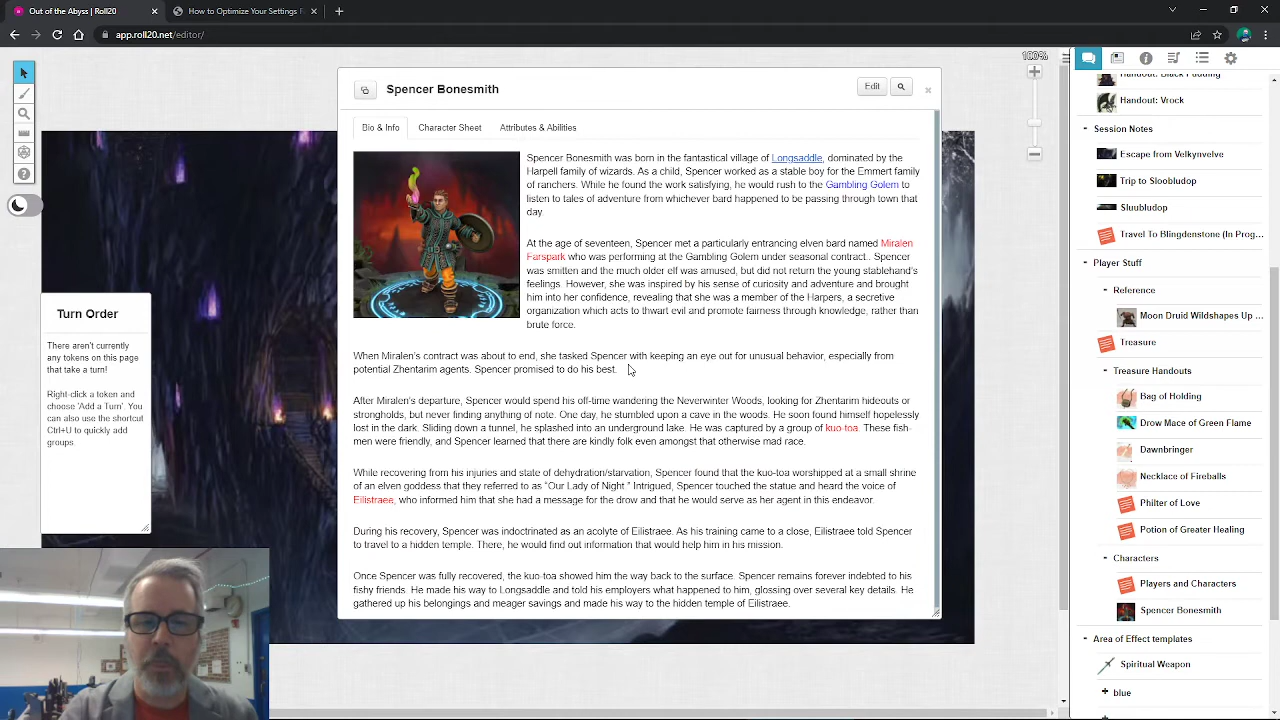 Out of the Abyss | Roll20
How to Optimize Your Setting F
app.roll20.net/editor/
100%
Spencer Bonesmith
Edit
Bio & Info
Character Sheet
Attributes & Abilities
Spencer Bonesmith was born in the fantastical village of Longsaddle, dominated by the
Harpell family of wizards. As a child, Spencer worked as a stable boy for the Emmert family
of ranchers. While he found the work satisfying, he would rush to the Gambling Golem to
listen to tales of adventure from whichever bard happened to be passing through town that
day.
At the age of seventeen, Spencer met a particularly entrancing elven bard named Miralen
Farspark who was performing at the Gambling Golem under seasonal contract.. Spencer
was smitten and the much older elf was amused, but did not return the young stablehand's
feelings. However, she was inspired by his sense of curiosity and adventure and brought
him into her confidence, revealing that she was a member of the Harpers, a secretive
organization which acts to thwart evil and promote fairness through knowledge, rather than
brute force.
When Miralen's contract was about to end, she tasked Spencer with keeping an eye out for unusual behavior, especially from
potential Zhentarim agents. Spencer promised to do his best.
After Miralen's departure, Spencer would spend his off-time wandering the Neverwinter Woods, looking for Zhentarim hideouts or
strongholds, but never finding anything of note. One day, he stumbled upon a cave in the woods. He soon found himself hopelessly
lost in the dark. Sliding down a tunnel, he splashed into an underground lake. He was captured by a group of kuo-toa. These fish-
men were friendly, and Spencer learned that there are kindly folk even amongst that otherwise mad race.
While recovering from his injuries and state of dehydration/starvation, Spencer found that the kuo-toa worshipped at a small shrine
of an elven goddess that they referred to as “Our Lady of Night.” Intrigued, Spencer touched the statue and heard the voice of
Eilistraee, who informed him that she had a message for the drow and that he would serve as her agent in this endeavor.
During his recovery, Spencer was indoctrinated as an acolyte of Eilistraee. As his training came to a close, Eilistraee told Spencer
to travel to a hidden temple. There, he would find out information that would help him in his mission.
Once Spencer was fully recovered, the kuo-toa showed him the way back to the surface. Spencer remains forever indebted to his
fishy friends. He made his way to Longsaddle and told his employers what happened to him, glossing over several key details. He
gathered up his belongings and meager savings and made his way to the hidden temple of Eilistraee.
Turn Order
There aren't currently
any tokens on this page
that take a turn!
Right-click a token and
choose 'Add a Turn'. You
can also use the shortcut
Ctrl+U to quickly add
groups
Handout: Black Pudding
Handout: Vrock
Session Notes
Escape from Velkynvelve
Trip to Sloobludop
Sluubludop
Travel To Blingdenstone (In Prog...
Player Stuff
Reference
Moon Druid Wildshapes Up ...
Treasure
Treasure Handouts
Bag of Holding
Drow Mace of Green Flame
Dawnbringer
Necklace of Fireballs
Philter of Love
Potion of Greater Healing
Characters
Players and Characters
Spencer Bonesmith
Area of Effect templates
Spiritual Weapon
blue